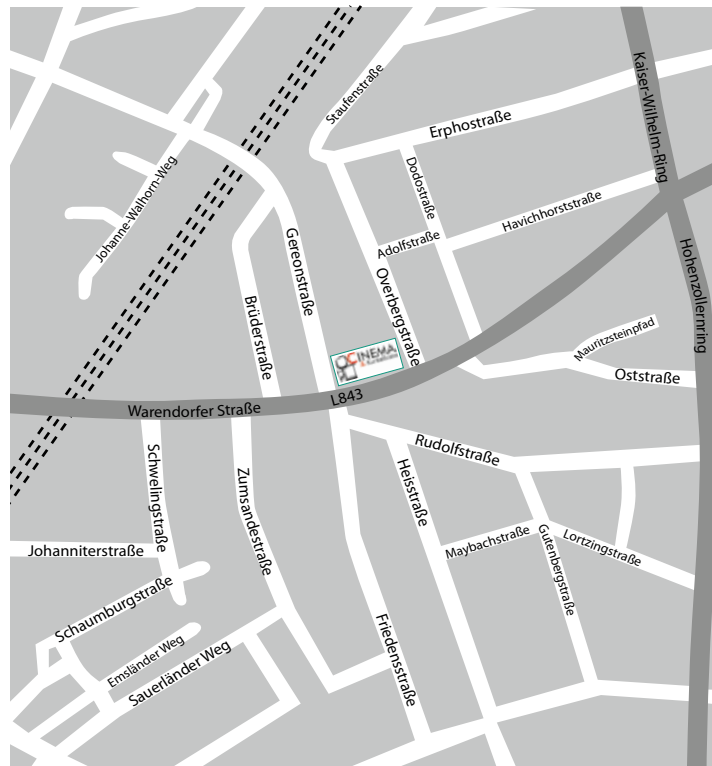 Kaiser-Wilhelm-Ring
Staufenstraße
Erphostraße
Johanne-Walhorn-Weg
Dodostraße
Havichhorststraße
Adolfstraße
Gereonstraße
Overbergstraße
Hohenzollernring
Brüderstraße
Mauritzsteinpfad
CINEMA
Oststraße
L843
Warendorfer Straße
Rudolfstraße
Schwelingstraße
Heisstraße
Zumsandestraße
Maybachstraße
Lortzingstraße
Gutenbergstraße
Johanniterstraße
Schaumburgstraße
Friedensstraße
Emsländer Weg
Sauerländer Weg